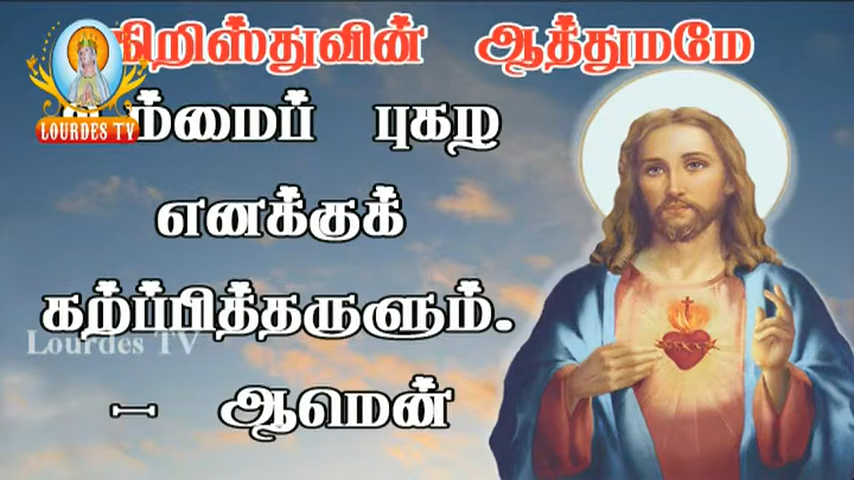 கிறிஸ்துவின் ஆத்துமமே
LOURDES TV
புகழ
எனக்குக்
கற்ப்பித்தருளும்.
Lourdes TV
– ஆமென்